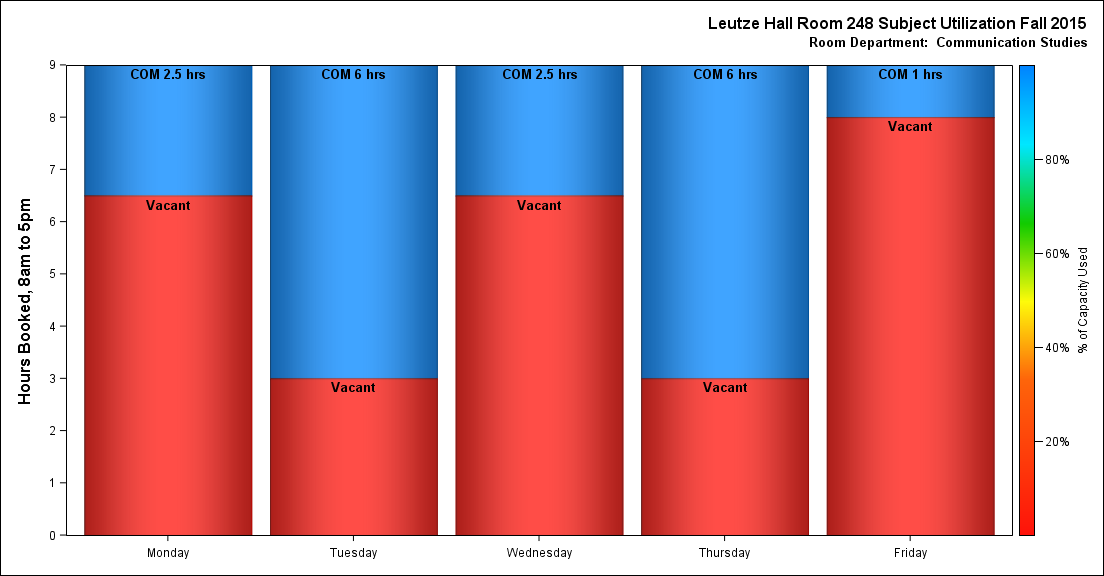 Leutze Hall Room 248 Subject Utilization Fall 2015
Room Department:  Communication Studies
Hours Booked, 8am to 5pm
9
8
7
6
5
4
3
2
1
0
COM 2.5 hrs
Vacant
COM 6 hrs
Vacant
COM 2.5 hrs
Vacant
COM 6 hrs
Vacant
COM 1 hrs
Vacant
Monday
Tuesday
Wednesday
Thursday
Friday
80%
60%
40%
20%
% of Capacity Used